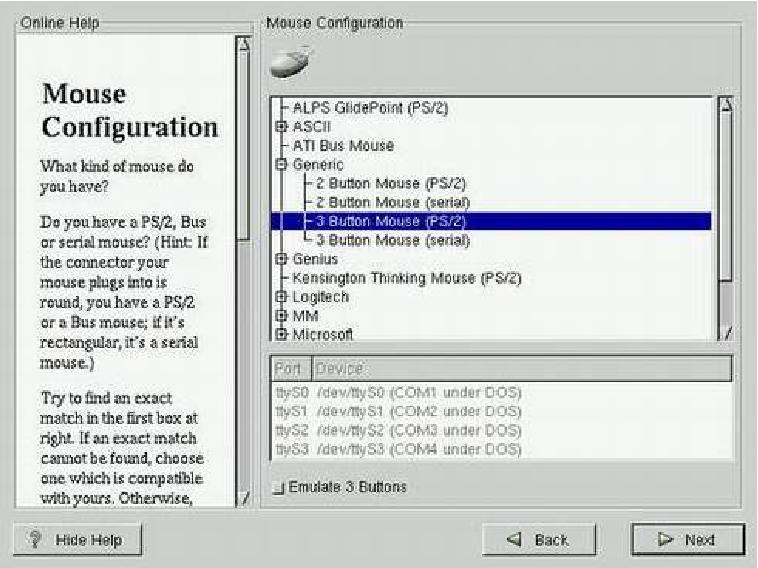 Online Help
Mouse
Configuration
What kind of mouse do
you have?
Do you have a PS/2, Bus
or serial mouse? (Hint: If
the connector your
mouse plugs into is
round, you have a PS/2
or a Bus mouse; if it's
rectangular, it's a serial
mouse.)
Try to find an exact
match in the first box at
right. If an exact match
cannot be found, choose
one which is compatible
with yours. Otherwise,
Mouse Configuration
ALPS GlidePoint (PS/2)
ASCII
ATI Bus Mouse
Generic
2 Button Mouse (PS/2)
2 Button Mouse (serial)
3 Button Mouse (PS/2)
3 Button Mouse (serial)
Genius
Kensington Thinking Mouse (PS/2)
Logitech
MM
Microsoft
Port Device
ttyS0 /dev/ttyS0 (COM1 under DOS)
ttyS1 /dev/ttyS1 (COM2 under DOS)
ttyS2 /dev/ttyS2 (COM3 under DOS)
ttyS3 /dev/ttyS3 (COM4 under DOS)
Emulate 3 Buttons
Hide Help
Back
Next